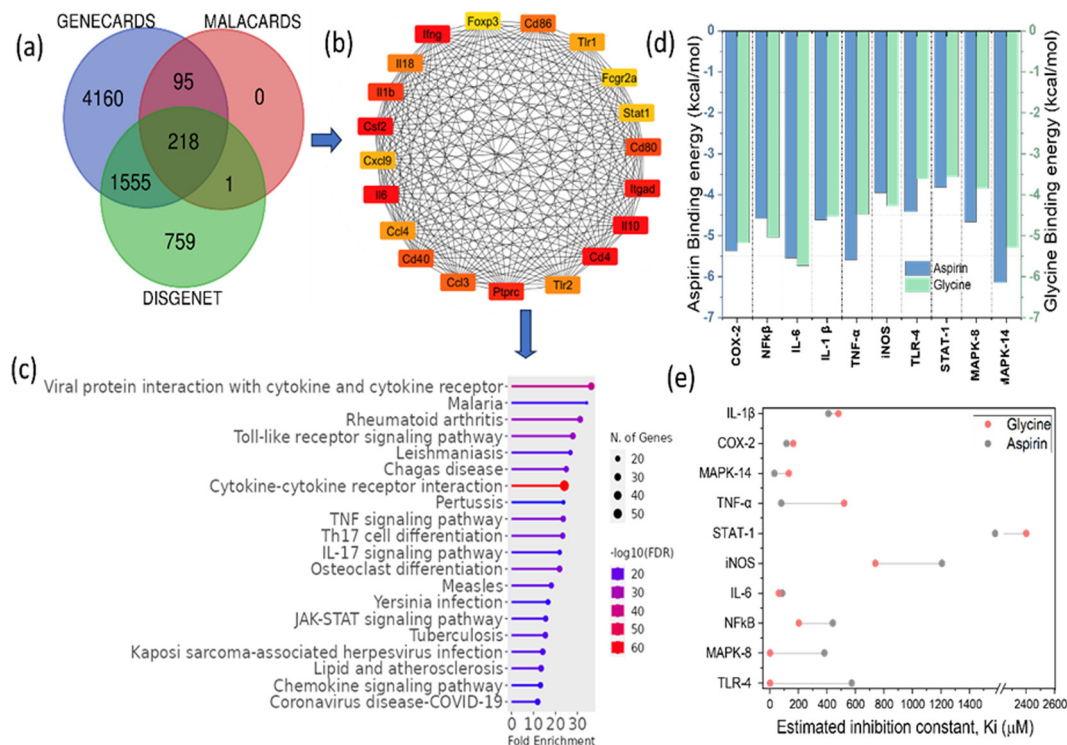 (a)
GENECARDS
MALACARDS
4160
95
0
218
1555
1
759
DISGENET
(b)
Foxp3
Cd86
Ifng
Tlr1
Il18
Fcgr2a
Il1b
Stat1
Csf2
Cd80
Cxcl9
Itgad
Il6
Il10
Ccl4
Cd4
Cd40
Tlr2
Ccl3
Ptprc
(c)
Viral protein interaction with cytokine and cytokine receptor
Malaria
Rheumatoid arthritis
Toll-like receptor signaling pathway
Leishmaniasis
Chagas disease
Cytokine-cytokine receptor interaction
Pertussis
TNF signaling pathway
Th17 cell differentiation
IL-17 signaling pathway
Osteoclast differentiation
Measles
Yersinia infection
JAK-STAT signaling pathway
Tuberculosis
Kaposi sarcoma-associated herpesvirus infection
Lipid and atherosclerosis
Chemokine signaling pathway
Coronavirus disease-COVID-19
0 10 20 30
Fold Enrichment
N. of Genes
20
30
40
50
-log10(FDR)
20
30
40
50
60
(d)
Aspirin Binding energy (kcal/mol)
0
-1
-2
-3
-4
-5
-6
-7
Aspirin
Glycine
0
-1
-2
-3
-4
-5
-6
-7
Glycine Binding energy (kcal/mol)
COX-2
NFkβ
IL-6
IL-1 β
TNF-α
iNOS
TLR-4
STAT-1
MAPK-8
MAPK-14
(e)
Glycine
Aspirin
IL-1β
COX-2
MAPK-14
TNF-α
STAT-1
iNOS
IL-6
NFkB
MAPK-8
TLR-4
0 200 400 600 800 1000 1200 1400 2400 2600
Estimated inhibtion constant, Ki (μM)